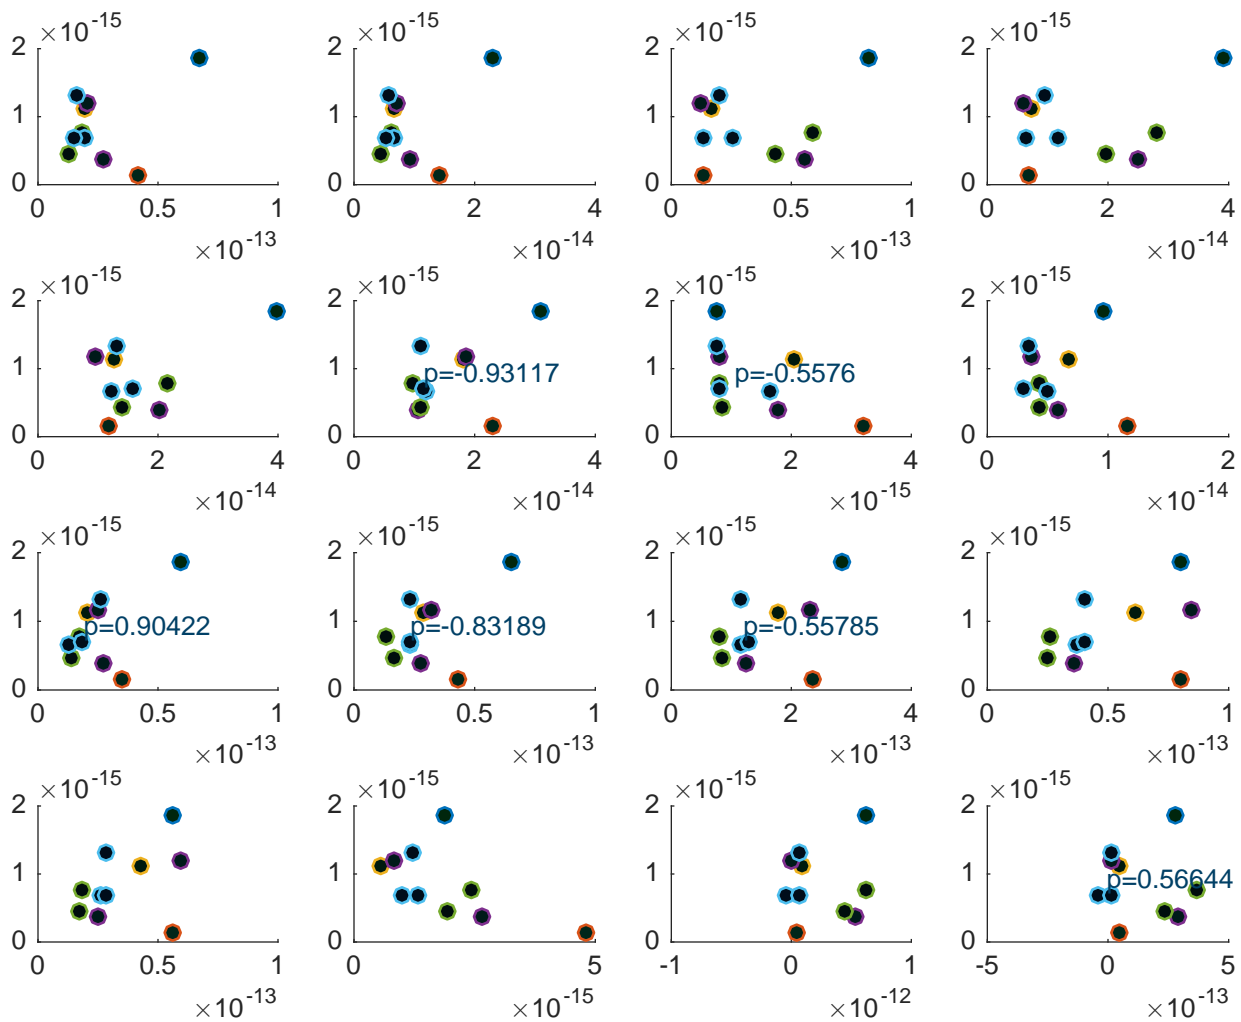 ×10-15 ×10-15 ×10-15 ×10-15
2 2 2 2
1 1 1 1
0 0 0 0
0 0.5 1 0 2 4 0 0.5 1 0 2 4
×10-13 ×10-14 ×10-13 ×10-14
×10-15 ×10-15 ×10-15 ×10-15
2 2 2 2
1 p=-0.93117 1 p=-0.5576 1 1
0 0 0 0
0 2 4 0 2 4 0 2 4 0 1 2
×10-14 ×10-14 ×10-15 ×10-14
×10-15 ×10-15 ×10-15 ×10-15
2 2 2 2
1 p=0.90422 1 p=-0.83189 1 p=-0.55785 1
0 0 0 0
0 0.5 1 0 0.5 1 0 2 4 0 0.5 1
×10-13 ×10-13 ×10-13 ×10-13
×10-15 ×10-15 ×10-15 ×10-15
2 2 2 2
1 1 1 1 p=0.56644
0 0 0 0
0 0.5 1 0 5 -1 0 1 -5 0 5
×10-13 ×10-15 ×10-12 ×10-13